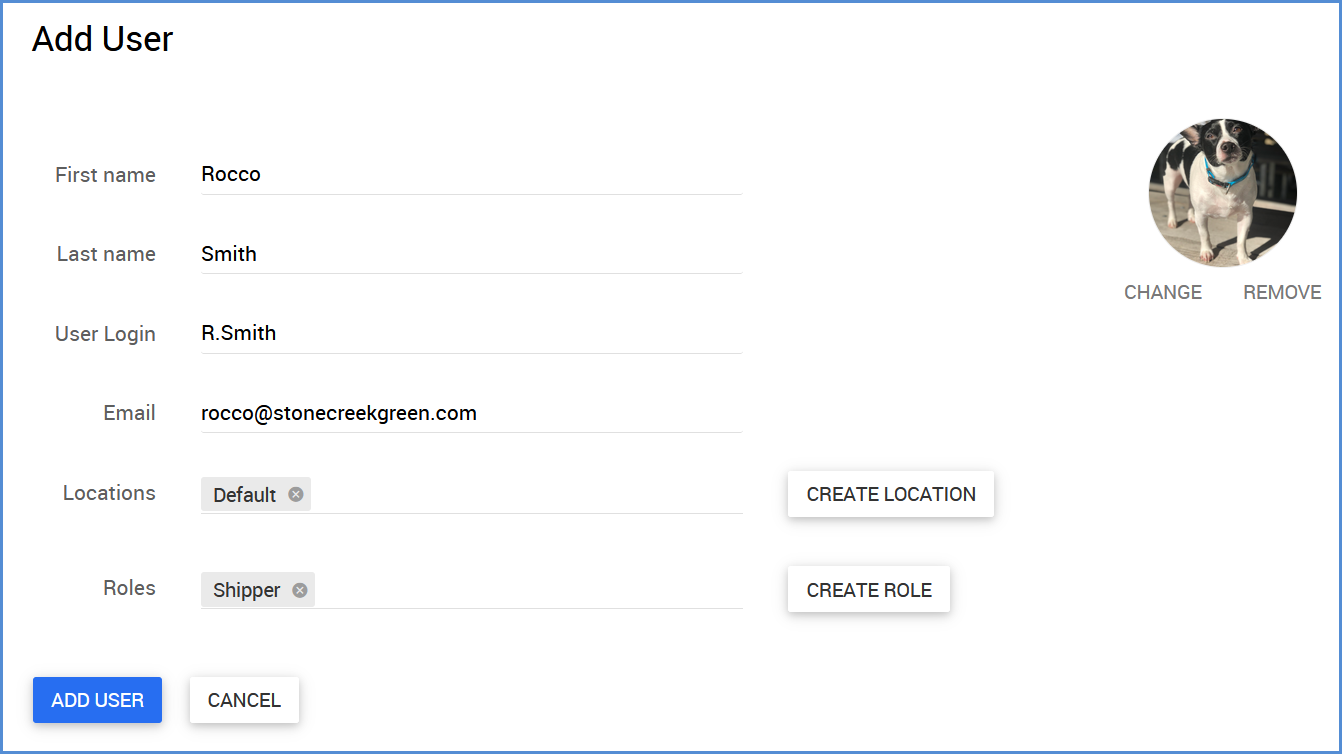 Add User
First name Rocco
Last name Smith
User Login R.Smith
Email rocco@stonecreekgreen.com
Locations Default CREATE LOCATION
Roles Shipper CREATE ROLE
CHANGE REMOVE
ADD USER CANCEL